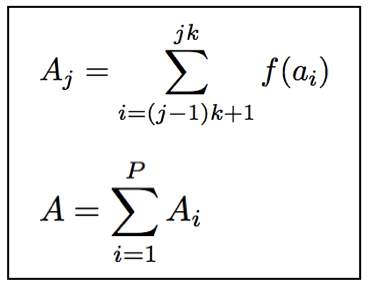 A_j = \sum_{i=(j-1)k+1}^{jk} f(a_i)
A = \sum_{i=1}^{P} A_i